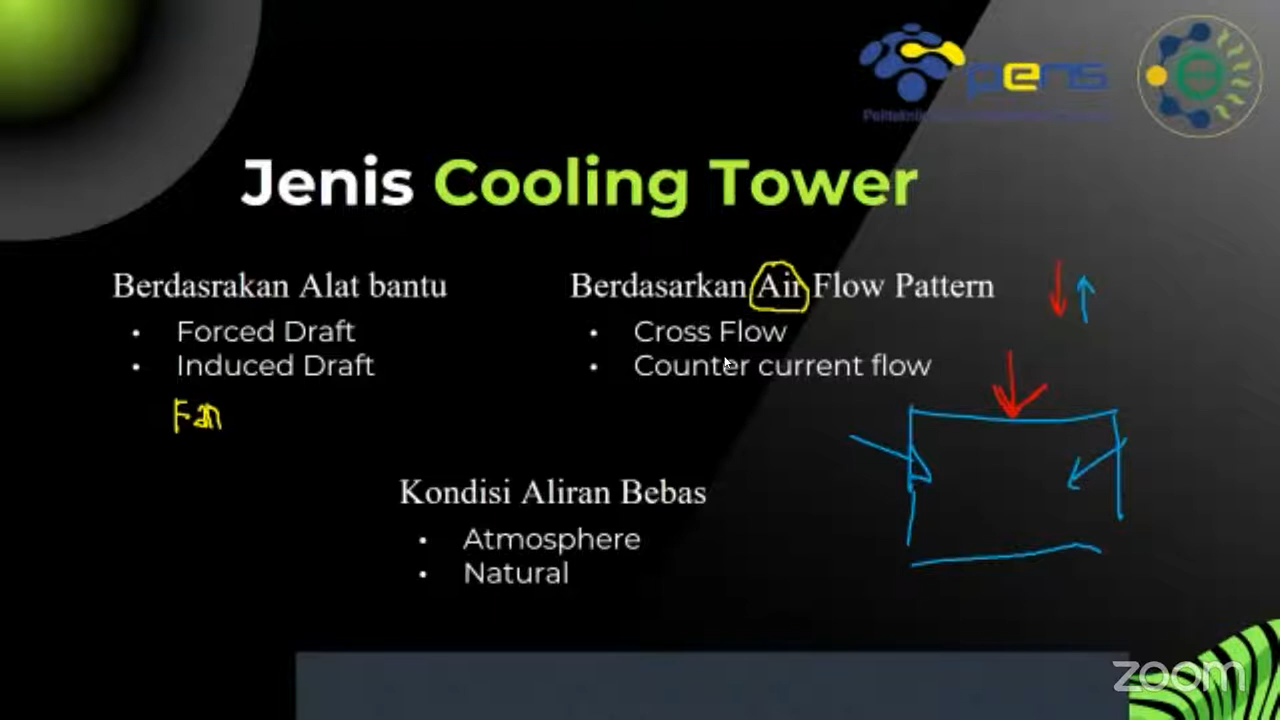 pens
Jenis Cooling Tower
Berdasrakan Alat bantu
• Forced Draft
• Induced Draft
Fan
Berdasarkan Air Flow Pattern
• Cross Flow
• Counter current flow
Kondisi Aliran Bebas
• Atmosphere
• Natural
zoom